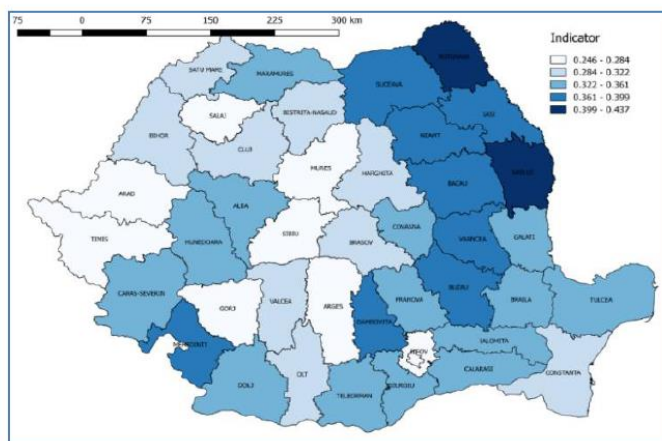 75 0 75 150 225 300 km
Indicator
0.246 - 0.284
0.284 - 0.322
0.322 - 0.361
0.361 - 0.399
0.399 - 0.437
SATU MARE
MARAMURES
SUCEAVA
IASI
SALAJ
BISTRITA-NASAUD
NEAMT
BIHOR
CLUJ
MURES
HARGHITA
BACAU
ARAD
ALBA
TIMIS
HUNEDOARA
SIBIU
BRASOV
COVASNA
VRANCEA
GALATI
CARAS-SEVERIN
GORJ
VALCEA
ARGES
PRAHOVA
BUZAU
BRAILA
TULCEA
DAMBOVITA
MEHEDINTI
ILFOV
IALOMITA
DOLJ
OLT
CALARASI
CONSTANTA
TELEORMAN
GIURGIU